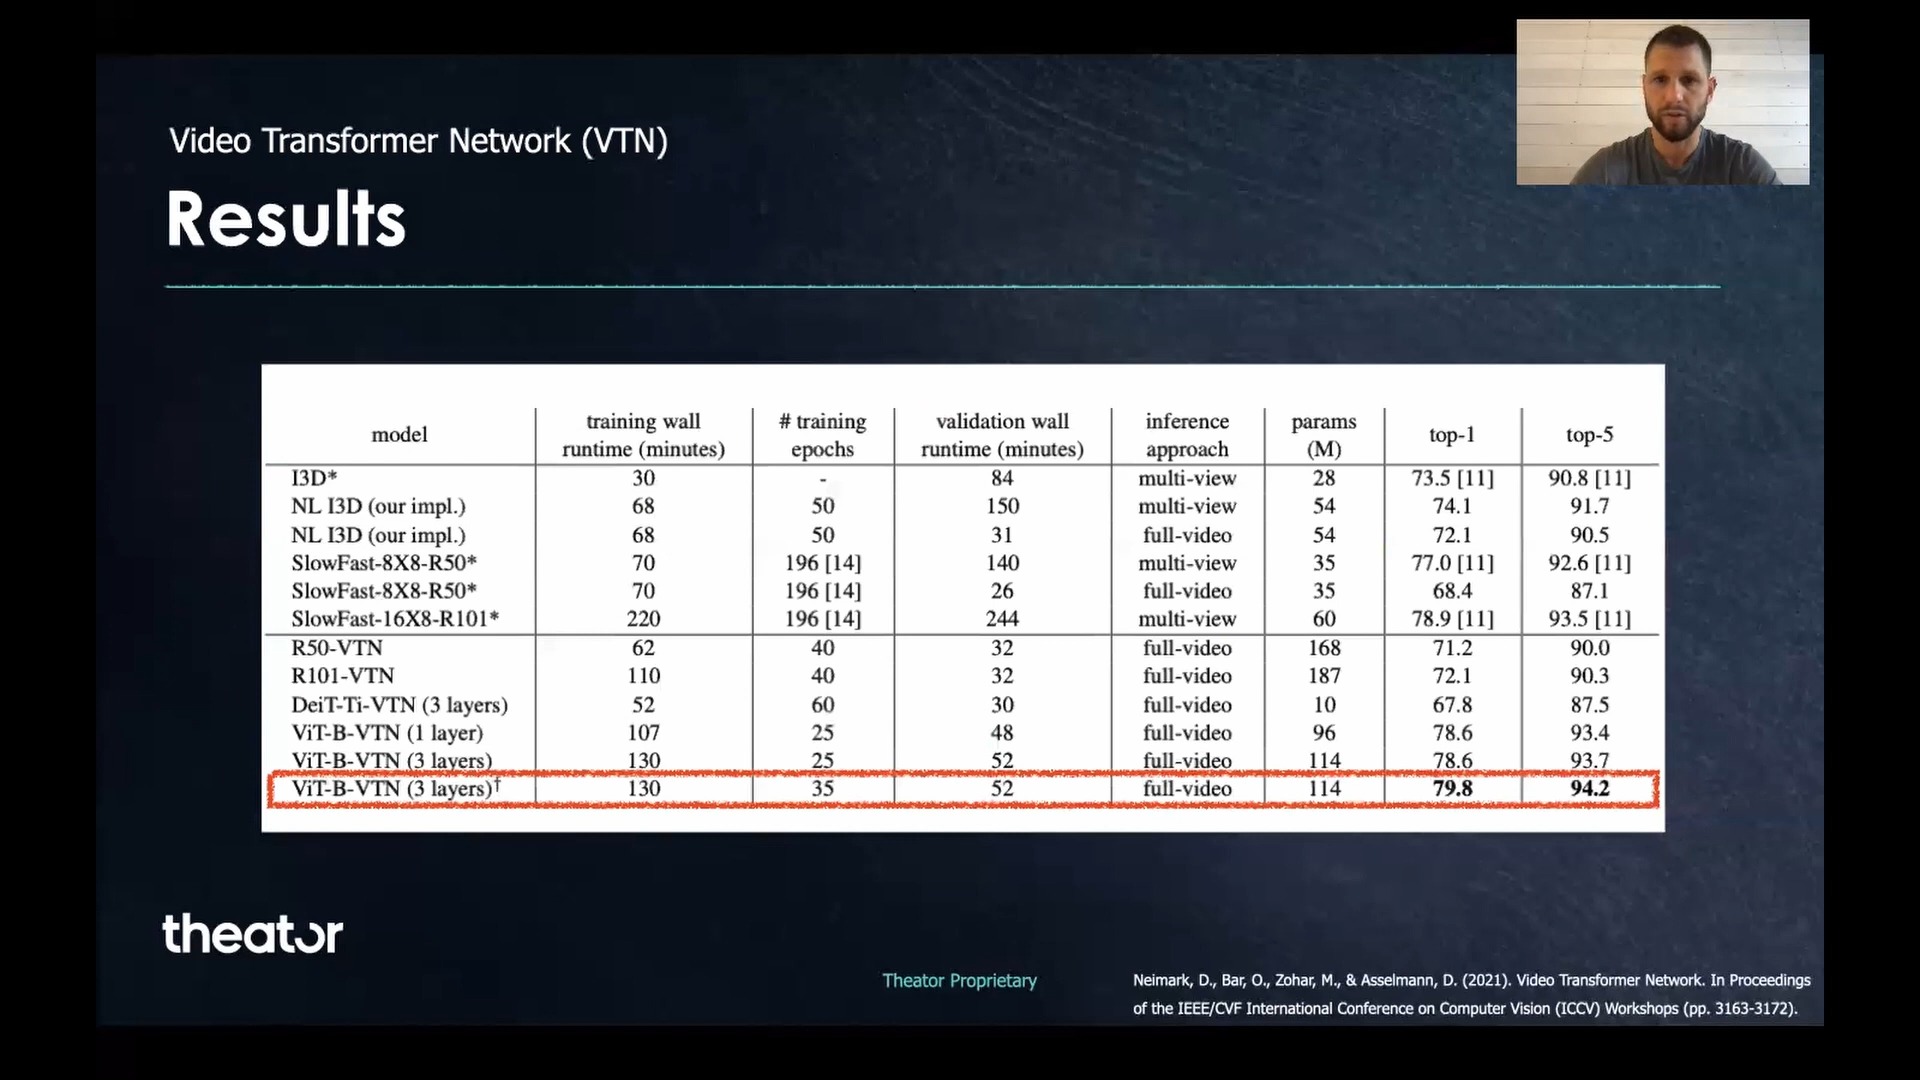 Video Transformer Network (VTN)
Results
model | training wall runtime (minutes) | # training epochs | validation wall runtime (minutes) | inference approach | params (M) | top-1 | top-5
I3D* | 30 | - | 84 | multi-view | 28 | 73.5 [11] | 90.8 [11]
NL I3D (our impl.) | 68 | 50 | 150 | multi-view | 54 | 74.1 | 91.7
NL I3D (our impl.) | 68 | 50 | 31 | full-video | 54 | 72.1 | 90.5
SlowFast-8X8-R50* | 70 | 196 [14] | 140 | multi-view | 35 | 77.0 [11] | 92.6 [11]
SlowFast-8X8-R50* | 70 | 196 [14] | 26 | full-video | 35 | 68.4 | 87.1
SlowFast-16X8-R101* | 220 | 196 [14] | 244 | multi-view | 60 | 78.9 [11] | 93.5 [11]
R50-VTN | 62 | 40 | 32 | full-video | 168 | 71.2 | 90.0
R101-VTN | 110 | 40 | 32 | full-video | 187 | 72.1 | 90.3
DeiT-Ti-VTN (3 layers) | 52 | 60 | 30 | full-video | 10 | 67.8 | 87.5
ViT-B-VTN (1 layer) | 107 | 25 | 48 | full-video | 96 | 78.6 | 93.4
ViT-B-VTN (3 layers) | 130 | 25 | 52 | full-video | 114 | 78.6 | 93.7
ViT-B-VTN (3 layers)† | 130 | 35 | 52 | full-video | 114 | 79.8 | 94.2
theator
Theator Proprietary
Neimark, D., Bar, O., Zohar, M., & Asselmann, D. (2021). Video Transformer Network. In Proceedings
of the IEEE/CVF International Conference on Computer Vision (ICCV) Workshops (pp. 3163-3172).